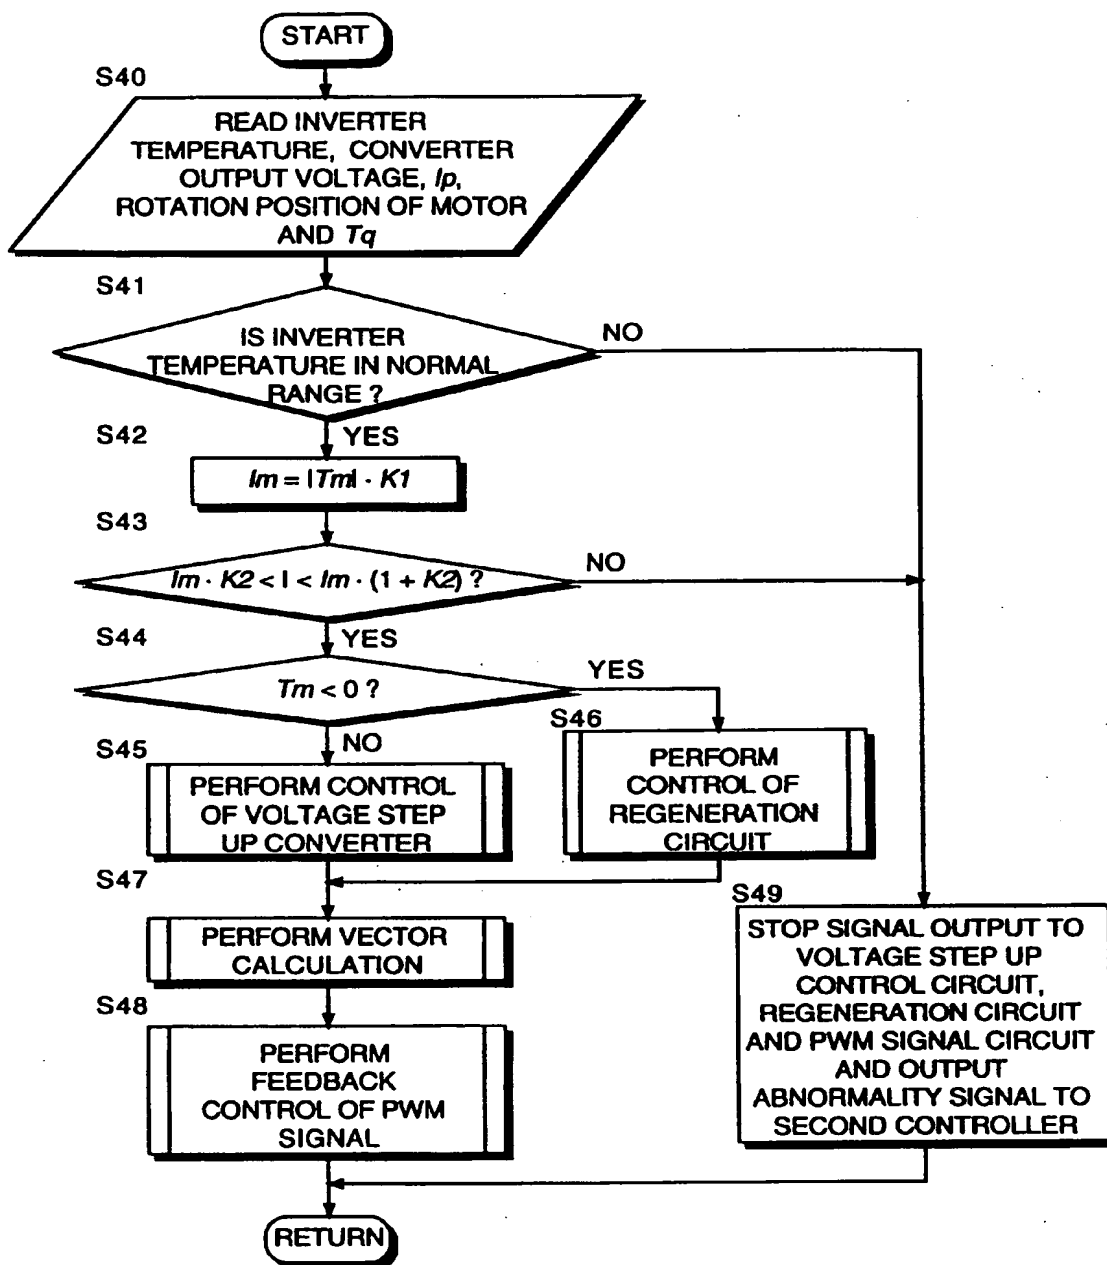 START
S40
READ INVERTER
TEMPERATURE, CONVERTER
OUTPUT VOLTAGE, Ip,
ROTATION POSITION OF MOTOR
AND Tq
S41
IS INVERTER
TEMPERATURE IN NORMAL
RANGE ?
NO
YES
S42
Im = |Tm| · K1
S43
Im · K2 < I < Im · (1 + K2) ?
NO
YES
S44
Tm < 0 ?
YES
NO
S45
PERFORM CONTROL
OF VOLTAGE STEP
UP CONVERTER
S46
PERFORM
CONTROL OF
REGENERATION
CIRCUIT
S47
PERFORM VECTOR
CALCULATION
S48
PERFORM
FEEDBACK
CONTROL OF PWM
SIGNAL
S49
STOP SIGNAL OUTPUT TO
VOLTAGE STEP UP
CONTROL CIRCUIT,
REGENERATION CIRCUIT
AND PWM SIGNAL CIRCUIT
AND OUTPUT
ABNORMALITY SIGNAL TO
SECOND CONTROLLER
RETURN